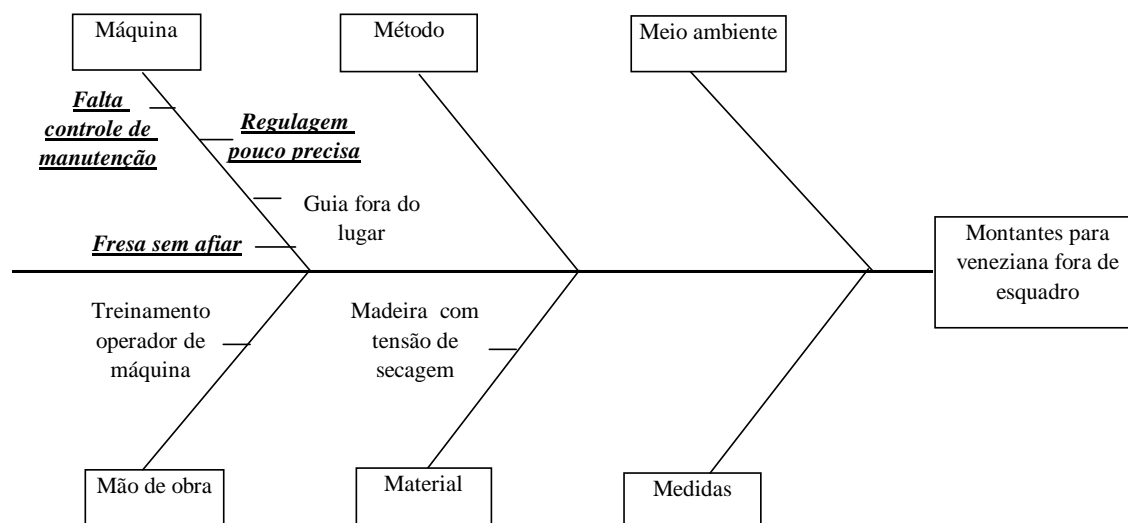 Máquina
Método
Meio ambiente
Falta
controle de
manutenção
Regulagem
pouco precisa
Guia fora do
lugar
Fresa sem afiar
Montantes para
veneziana fora de
esquadro
Treinamento
operador de
máquina
Madeira com
tensão de
secagem
Mão de obra
Material
Medidas